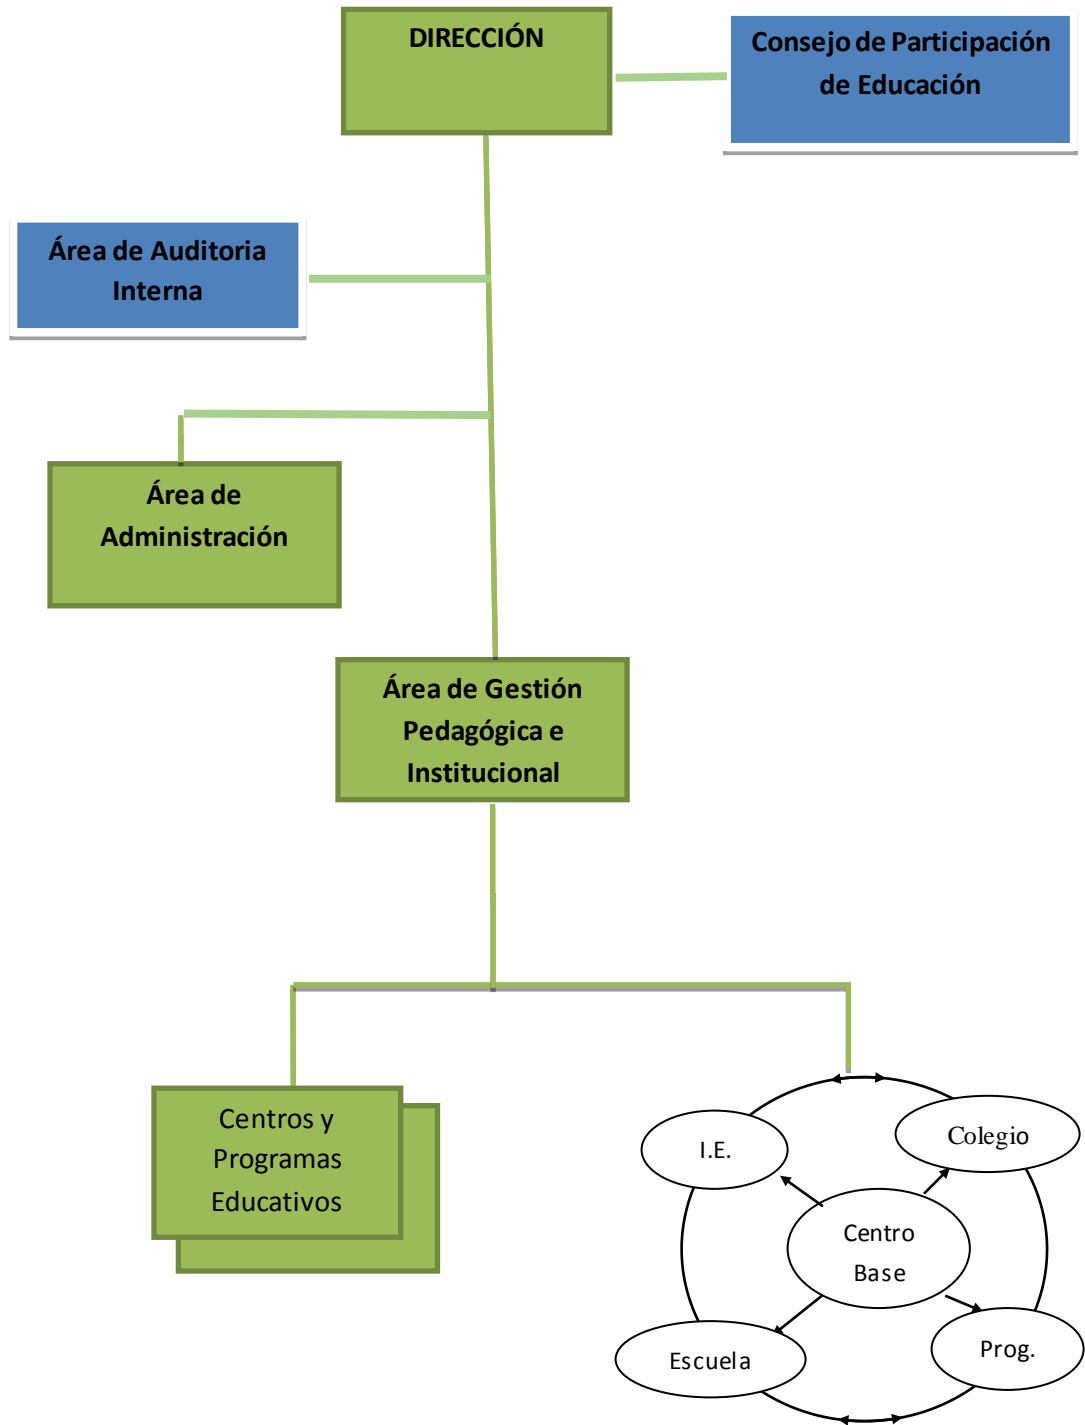 DIRECCIÓN
Consejo de Participación
de Educación
Área de Auditoria
Interna
Área de
Administración
Área de Gestión
Pedagógica e
Institucional
Centros y
Programas
Educativos
I.E.
Colegio
Centro
Base
Escuela
Prog.